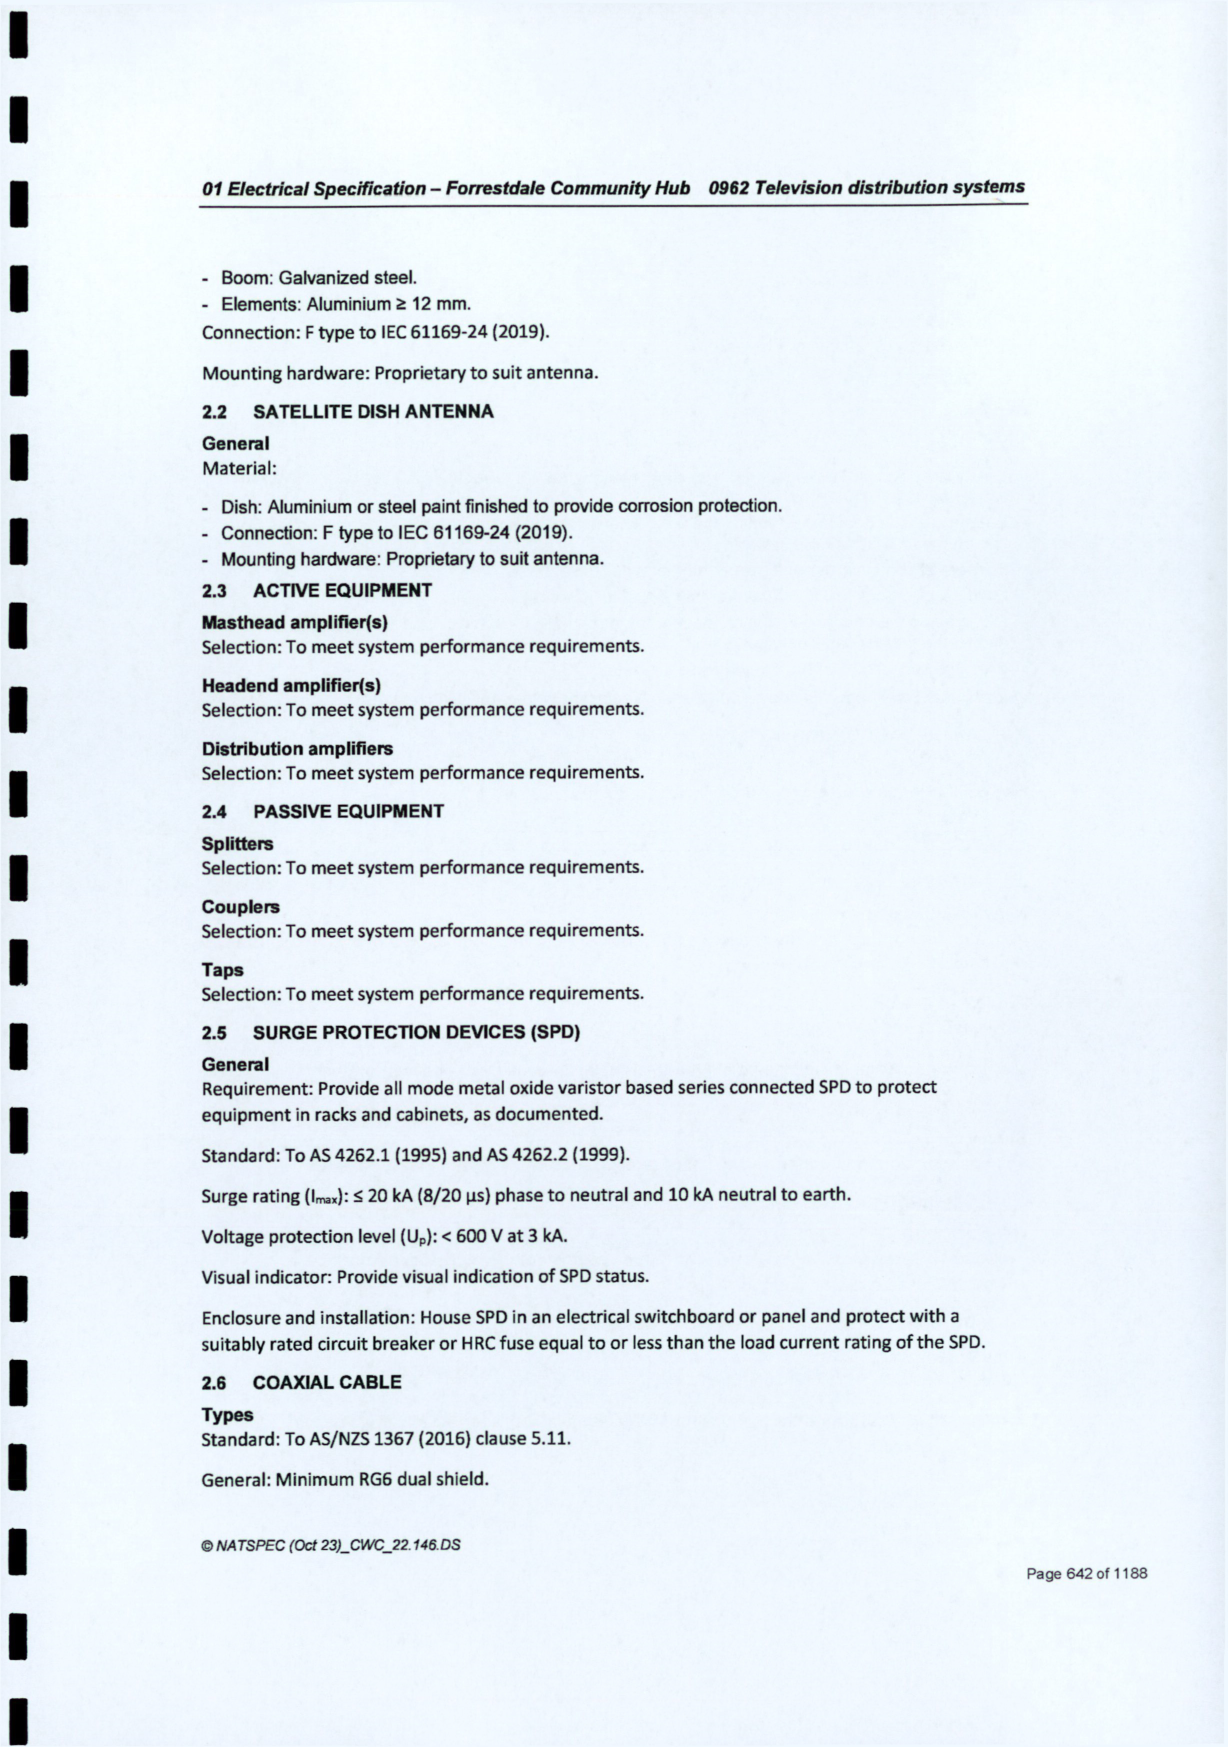 01 Electrical Specification – Forrestdale Community Hub 0962 Television distribution systems
- Boom: Galvanized steel.
- Elements: Aluminium ≥ 12 mm.
Connection: F type to IEC 61169-24 (2019).
Mounting hardware: Proprietary to suit antenna.
2.2 SATELLITE DISH ANTENNA
General
Material:
- Dish: Aluminium or steel paint finished to provide corrosion protection.
- Connection: F type to IEC 61169-24 (2019).
- Mounting hardware: Proprietary to suit antenna.
2.3 ACTIVE EQUIPMENT
Masthead amplifier(s)
Selection: To meet system performance requirements.
Headend amplifier(s)
Selection: To meet system performance requirements.
Distribution amplifiers
Selection: To meet system performance requirements.
2.4 PASSIVE EQUIPMENT
Splitters
Selection: To meet system performance requirements.
Couplers
Selection: To meet system performance requirements.
Taps
Selection: To meet system performance requirements.
2.5 SURGE PROTECTION DEVICES (SPD)
General
Requirement: Provide all mode metal oxide varistor based series connected SPD to protect
equipment in racks and cabinets, as documented.
Standard: To AS 4262.1 (1995) and AS 4262.2 (1999).
Surge rating (Imax): ≤ 20 kA (8/20 µs) phase to neutral and 10 kA neutral to earth.
Voltage protection level (Up): < 600 V at 3 kA.
Visual indicator: Provide visual indication of SPD status.
Enclosure and installation: House SPD in an electrical switchboard or panel and protect with a
suitably rated circuit breaker or HRC fuse equal to or less than the load current rating of the SPD.
2.6 COAXIAL CABLE
Types
Standard: To AS/NZS 1367 (2016) clause 5.11.
General: Minimum RG6 dual shield.
© NATSPEC (Oct 23)_CWC_22.146.DS
Page 642 of 1188